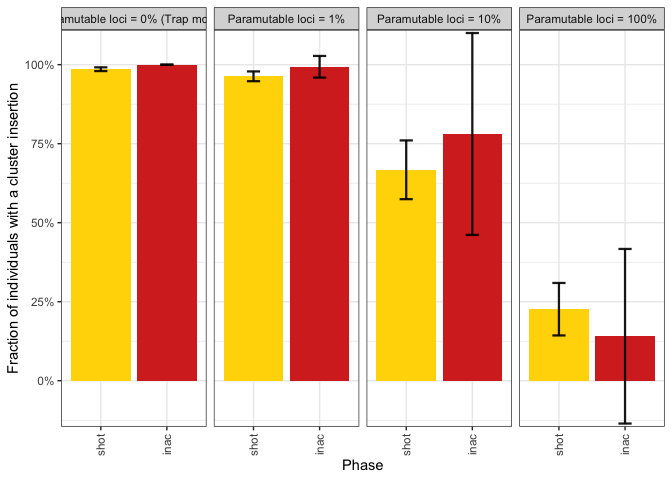 amutable loci = 0% (Trap mo
Paramutable loci = 1%
Paramutable loci = 10%
Paramutable loci = 100%
Fraction of individuals with a cluster insertion
100%
75%
50%
25%
0%
shot
inac
shot
inac
shot
inac
shot
inac
Phase